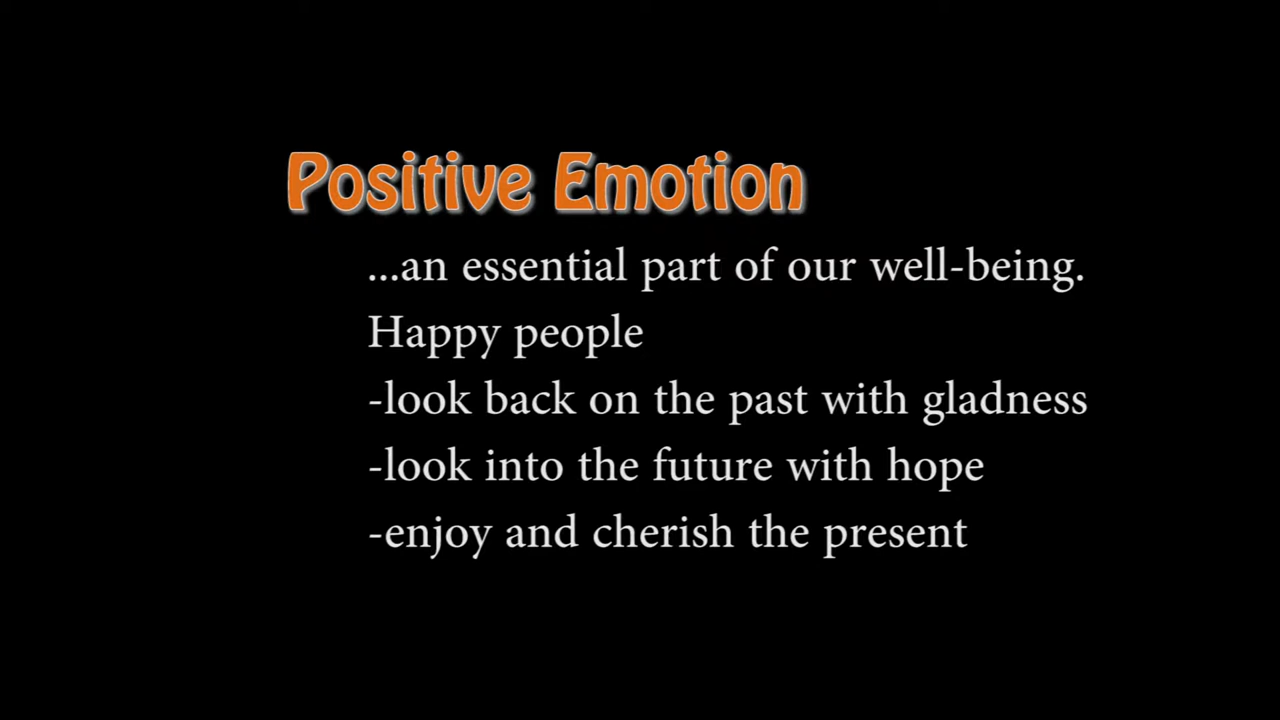 Positive Emotion
...an essential part of our well-being.
Happy people
-look back on the past with gladness
-look into the future with hope
-enjoy and cherish the present